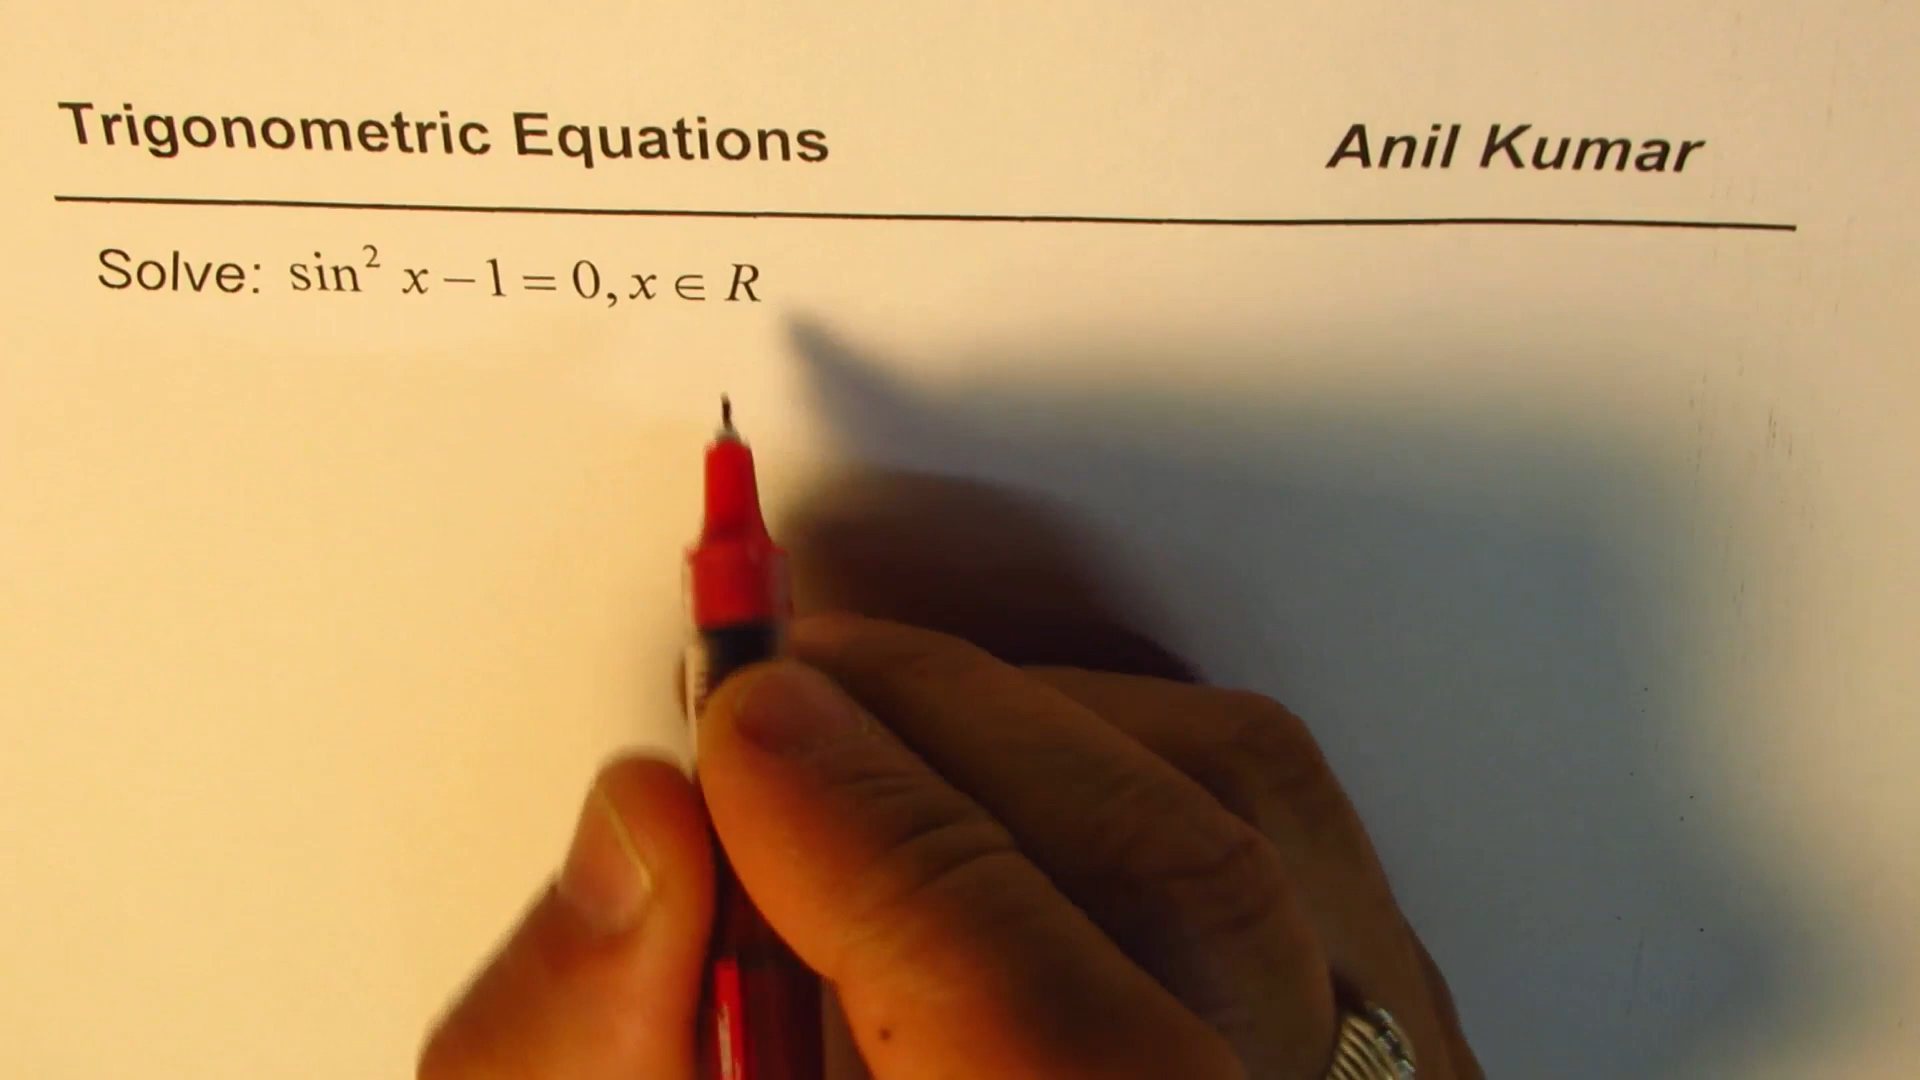 Trigonometric Equations Anil Kumar
Solve: sin² x − 1 = 0, x ∈ R